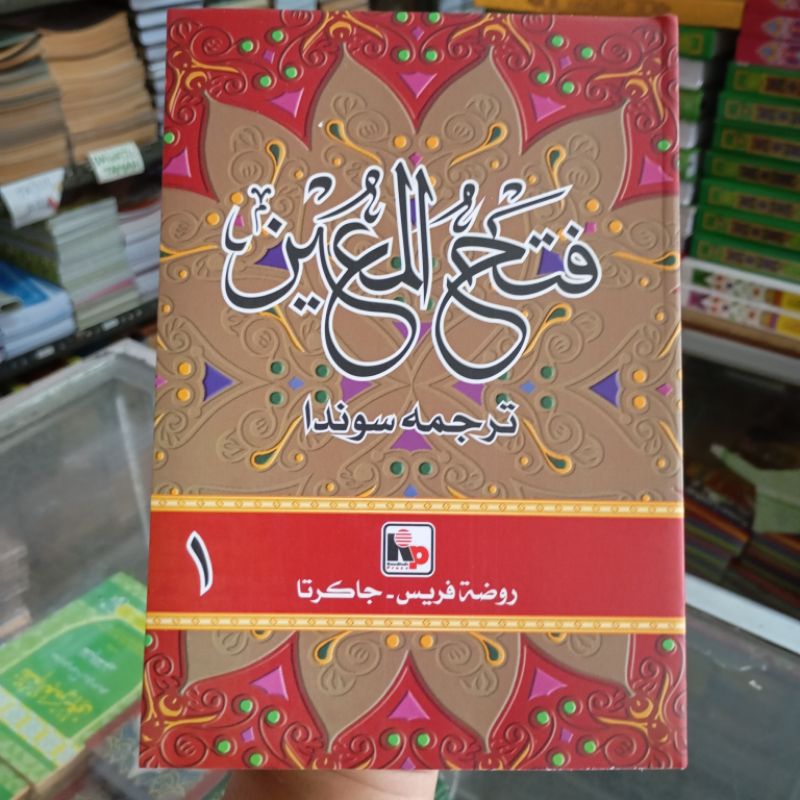 فتح المعين
ترجمه سوندا
١
روضة فريس - جاكرتا